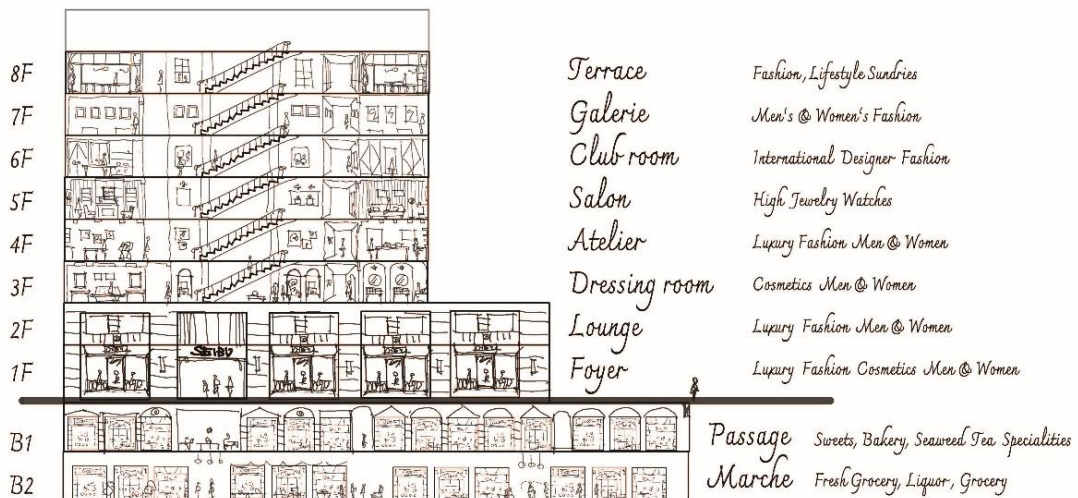 8F Terrace Fashion, Lifestyle Sundries
7F Galerie Men's & Women's Fashion
6F Club room International Designer Fashion
5F Salon High Jewelry Watches
4F Atelier Luxury Fashion Men & Women
3F Dressing room Cosmetics Men & Women
2F Lounge Luxury Fashion Men & Women
SEIBU
1F Foyer Luxury Fashion Cosmetics Men & Women
B1 Passage Sweets, Bakery, Seaweed Tea Specialities
B2 Marche Fresh Grocery, Liquor, Grocery